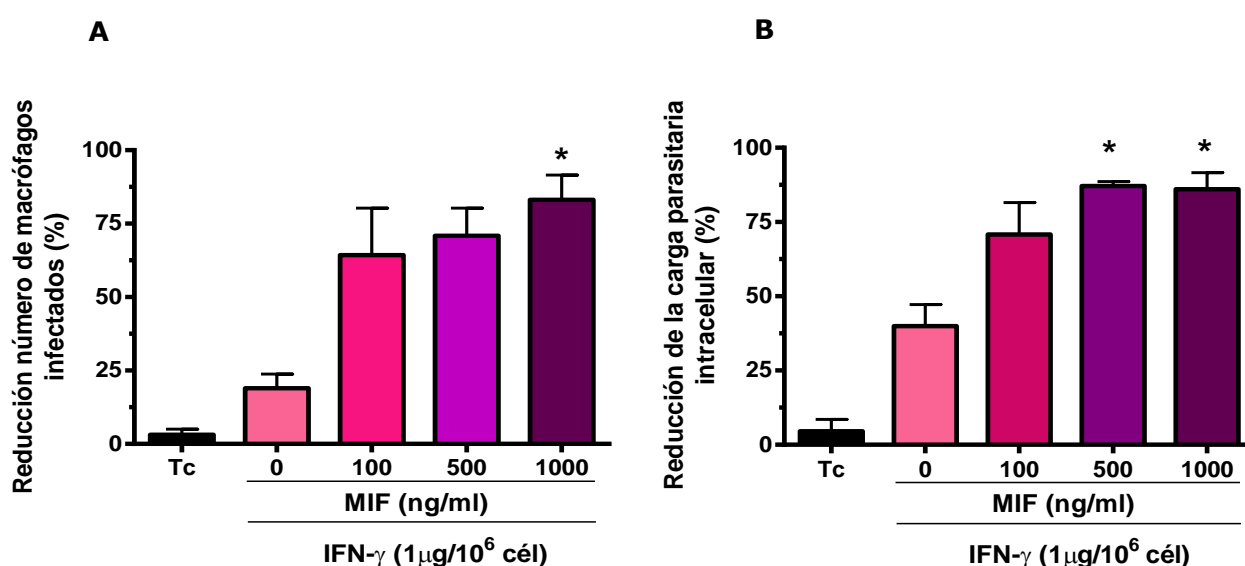 A
Reducción número de macrófagos
infectados (%)
100
75
50
25
0
*
Tc 0 100 500 1000
MIF (ng/ml)
IFN-γ (1μg/10⁶ cél)
B
Reducción de la carga parasitaria
intracelular (%)
100
75
50
25
0
* *
Tc 0 100 500 1000
MIF (ng/ml)
IFN-γ (1μg/10⁶ cél)